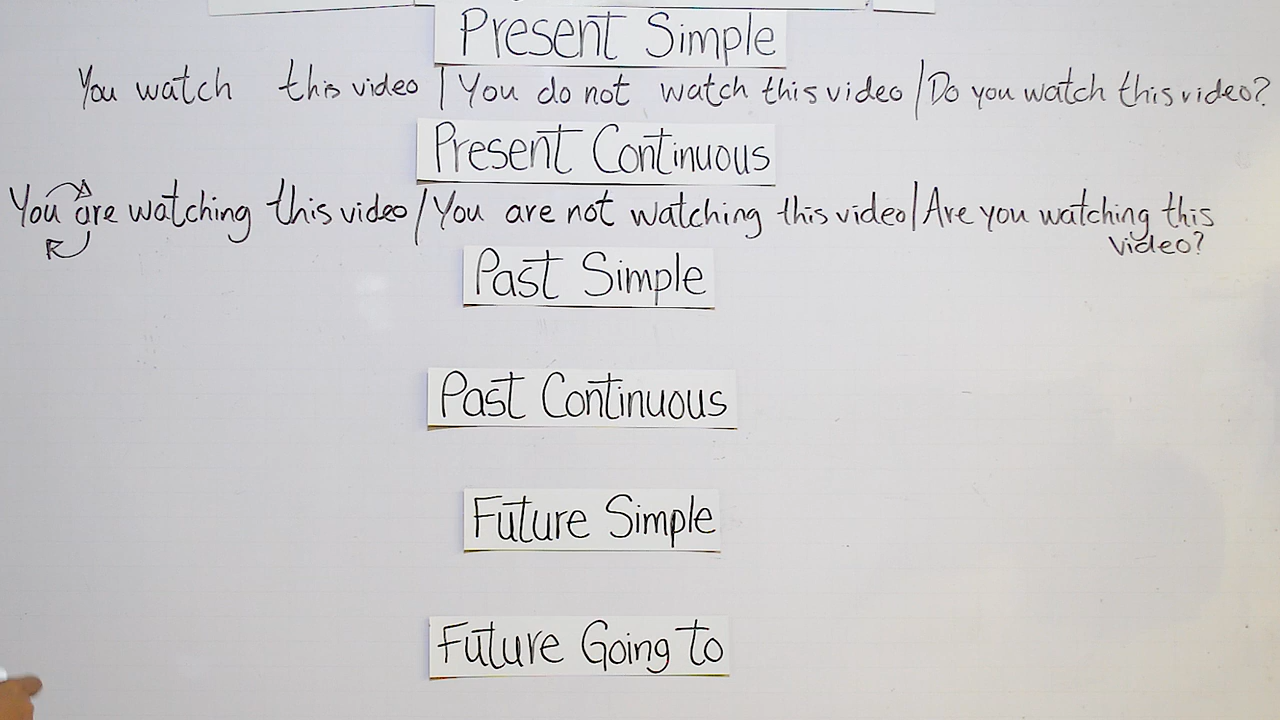 Present Simple
You watch this video | You do not watch this video / Do you watch this video?
Present Continuous
You are watching this video / You are not watching this video | Are you watching this
video?
Past Simple
Past Continuous
Future Simple
Future Going to